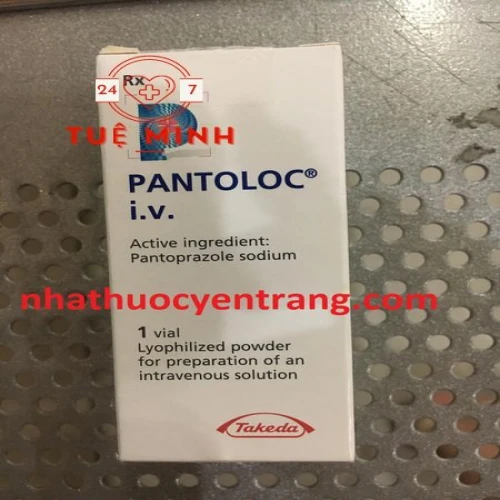 Rx
24 7
TUỆ MINH
PANTOLOC®
i.v.
Active ingredient:
Pantoprazole sodium
nhathuocyentrang.com
1 vial
Lyophilized powder
for preparation of an
intravenous solution
Takeda